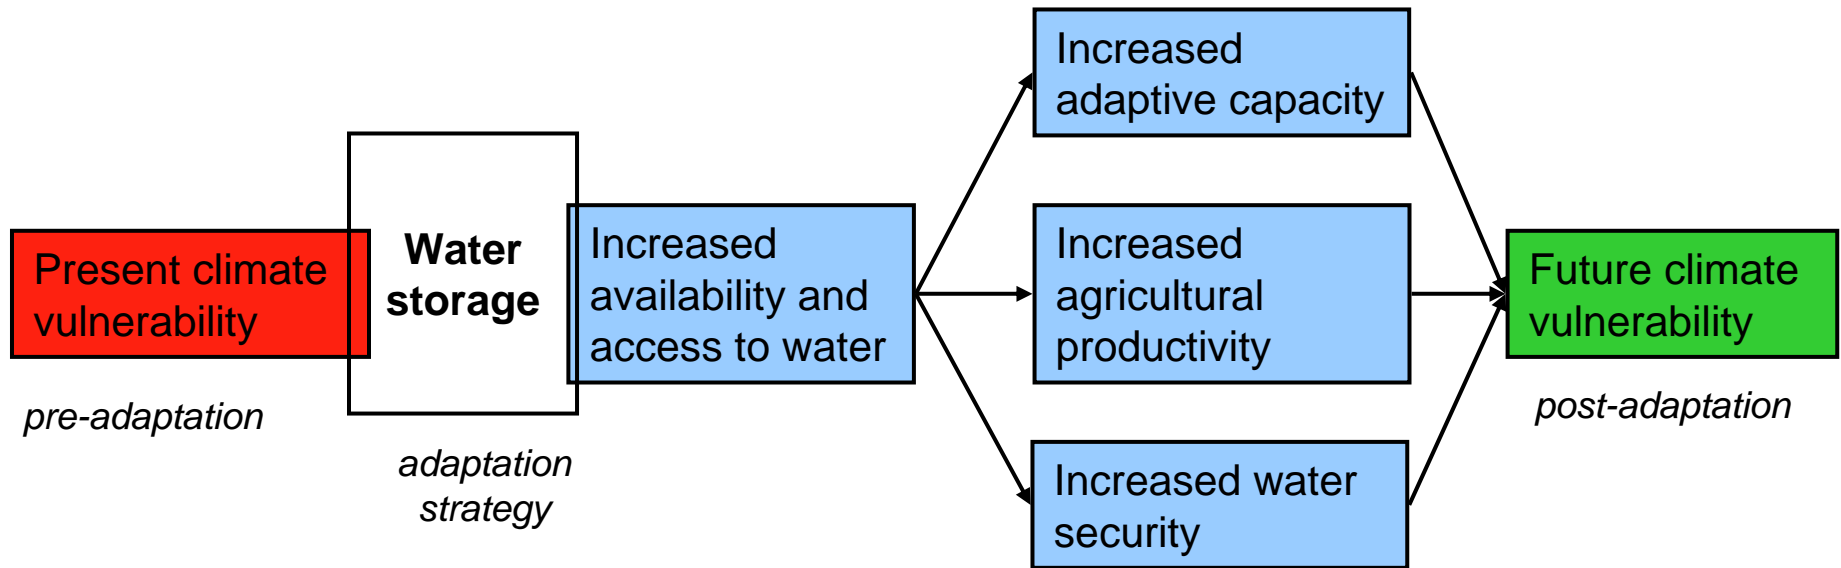 Present climate
vulnerability
pre-adaptation
Water
storage
adaptation
strategy
Increased
availability and
access to water
Increased
adaptive capacity
Increased
agricultural
productivity
Increased water
security
Future climate
vulnerability
post-adaptation